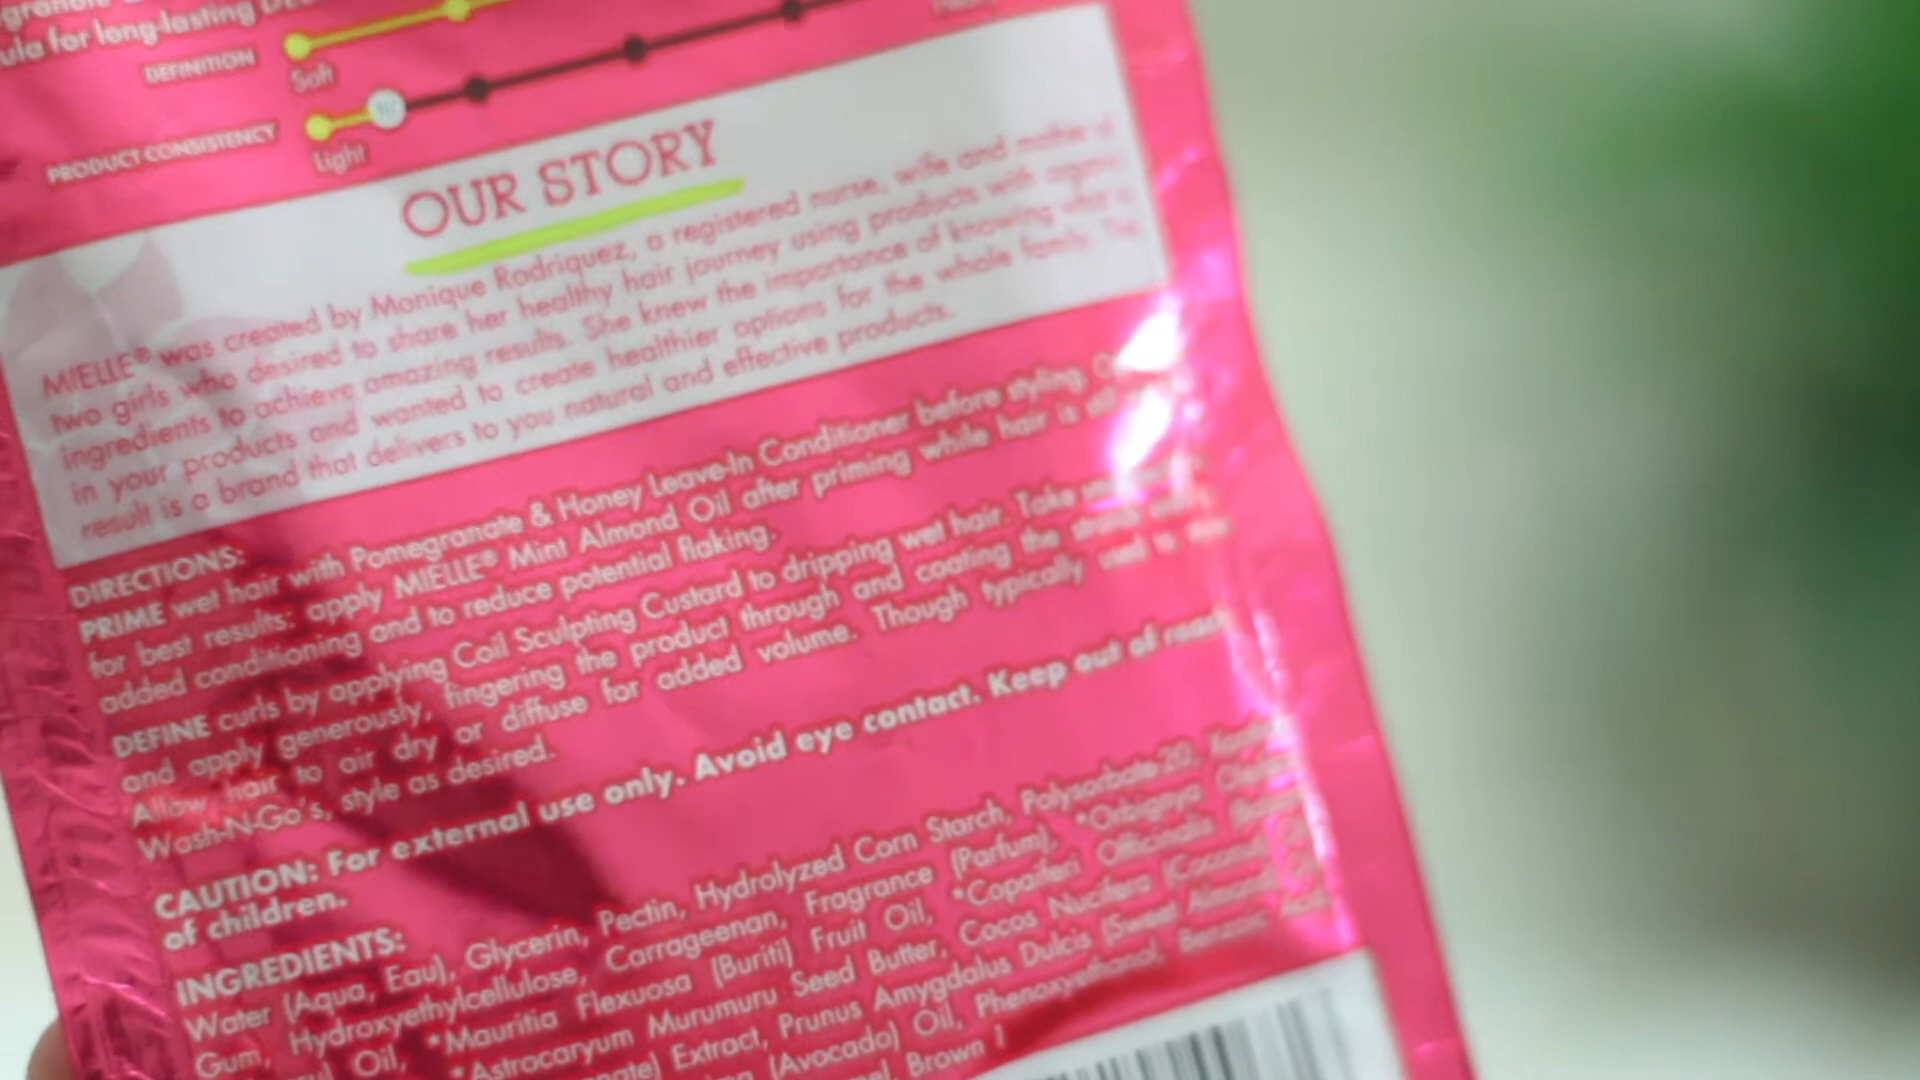 ula for long-lasting
DEFINITION
Soft
PRODUCT CONSISTENCY
Light
OUR STORY
MIELLE® was created by Monique Rodriquez, a registered nurse, wife and mother of
two girls who desired to share her healthy hair journey using products with organic
ingredients to achieve amazing results. She knew the importance of knowing what is
in your products and wanted to create healthier options for the whole family. The
result is a brand that delivers to you natural and effective products.
DIRECTIONS:
PRIME wet hair with Pomegranate & Honey Leave-In Conditioner before styling.
for best results: apply MIELLE® Mint Almond Oil after priming while hair is still
added conditioning and to reduce potential flaking.
DEFINE curls by applying Coil Sculpting Custard to dripping wet hair. Take
and apply generously, fingering the product through and coating the
Allow hair to air dry or diffuse for added volume. Though typically used
Wash-N-Go's, style as desired.
CAUTION: For external use only. Avoid eye contact. Keep out of reach
of children.
INGREDIENTS:
Water (Aqua, Eau), Glycerin, Pectin, Hydrolyzed Corn Starch, Polysorbate-20,
Gum, Hydroxyethylcellulose, Carrageenan, Fragrance (Parfum), *Orbignya
Oil, *Mauritia Flexuosa (Buriti) Fruit Oil, *Copaiferi Officinalis
*Astrocaryum Murumuru Seed Butter, Cocos Nucifera (Coconut)
Extract, Prunus Amygdalus Dulcis (Sweet Almond)
(Avocado) Oil, Phenoxyethanol, Benzoic
Brown 1